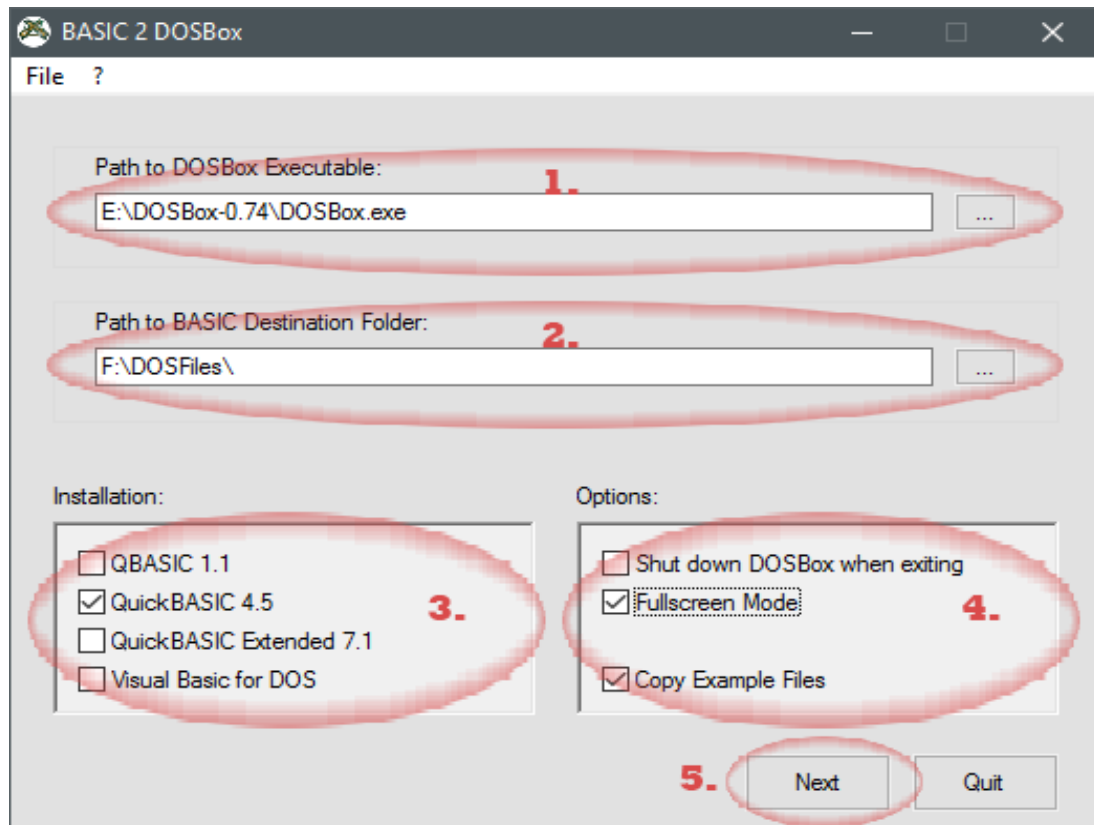 BASIC 2 DOSBox
File ?
Path to DOSBox Executable:
1.
E:\DOSBox-0.74\DOSBox.exe ...
Path to BASIC Destination Folder:
2.
F:\DOSFiles\ ...
Installation:
QBASIC 1.1
QuickBASIC 4.5
3.
QuickBASIC Extended 7.1
Visual Basic for DOS
Options:
Shut down DOSBox when exiting
Fullscreen Mode
4.
Copy Example Files
5.
Next Quit